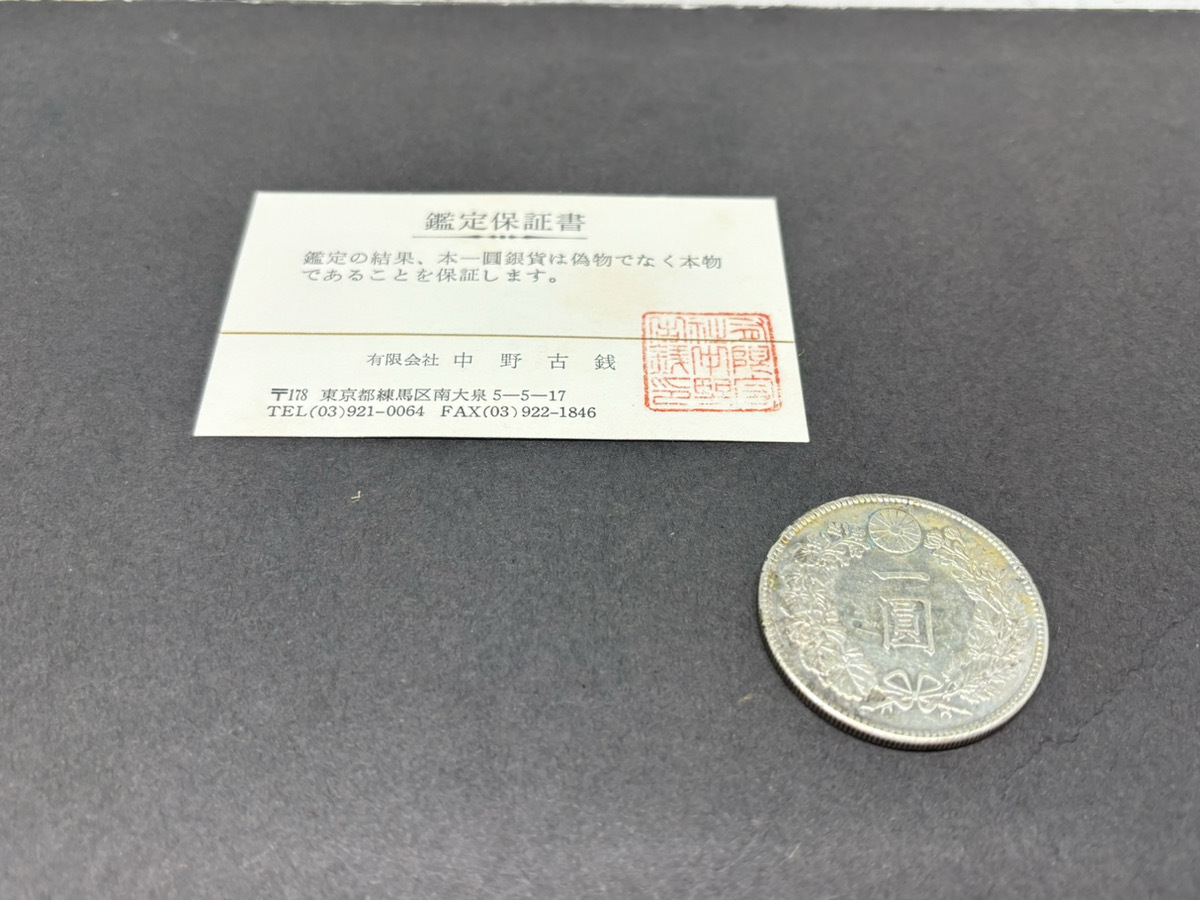 鑑定保証書
鑑定の結果、本一圓銀貨は偽物でなく本物
であることを保証します。
有限会社 中野古銭
〒178 東京都練馬区南大泉5―5―17
TEL(03)921-0064 FAX(03)922-1846
一圓